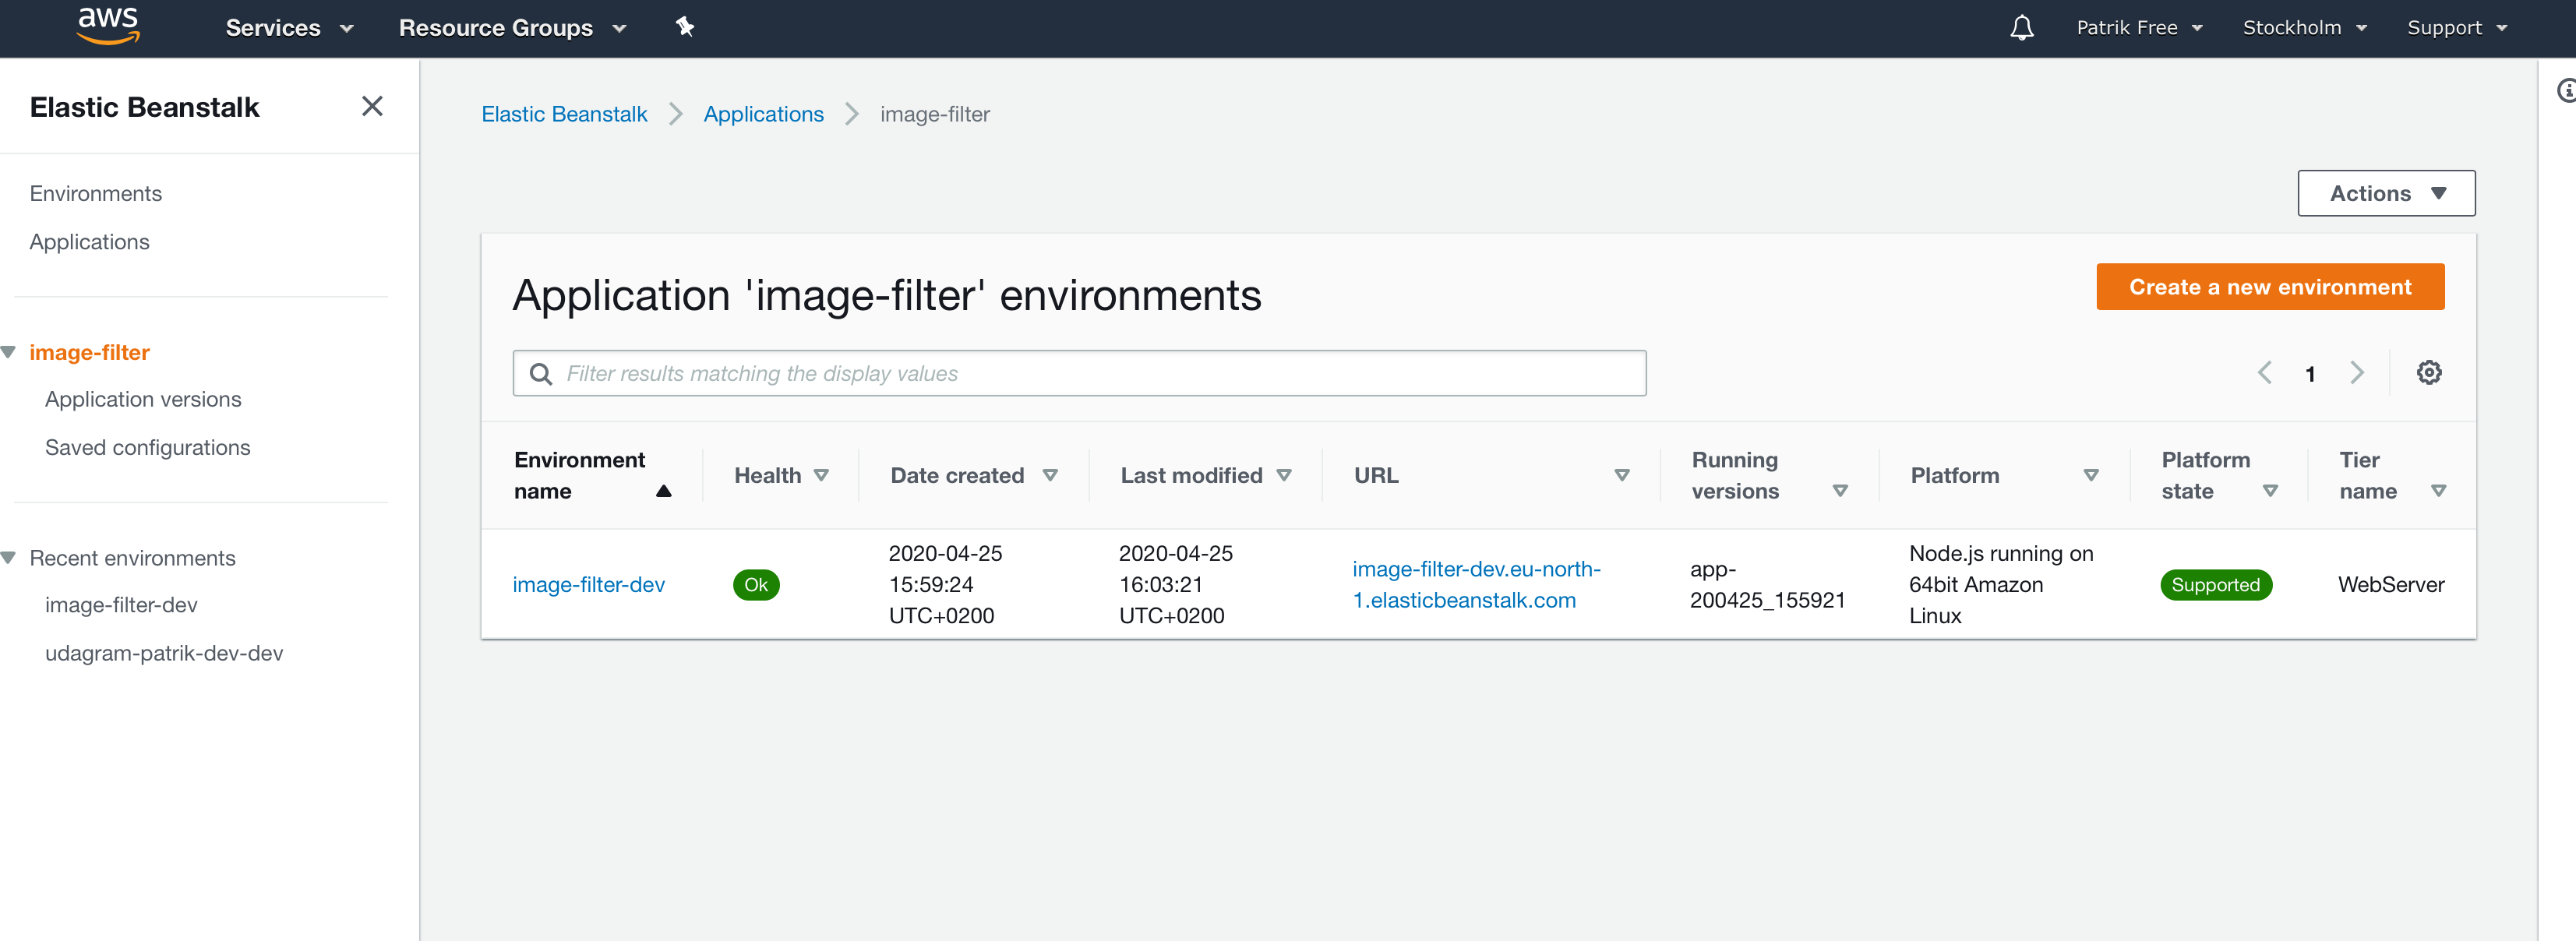 aws
Services
Resource Groups
Patrik Free
Stockholm
Support
Elastic Beanstalk
Environments
Applications
image-filter
Application versions
Saved configurations
Recent environments
image-filter-dev
udagram-patrik-dev-dev
Elastic Beanstalk
Applications
image-filter
Actions
Application 'image-filter' environments
Create a new environment
Filter results matching the display values
1
Environment
name
Health
Date created
Last modified
URL
Running
versions
Platform
Platform
state
Tier
name
image-filter-dev
Ok
2020-04-25
15:59:24
UTC+0200
2020-04-25
16:03:21
UTC+0200
image-filter-dev.eu-north-
1.elasticbeanstalk.com
app-
200425_155921
Node.js running on
64bit Amazon
Linux
Supported
WebServer